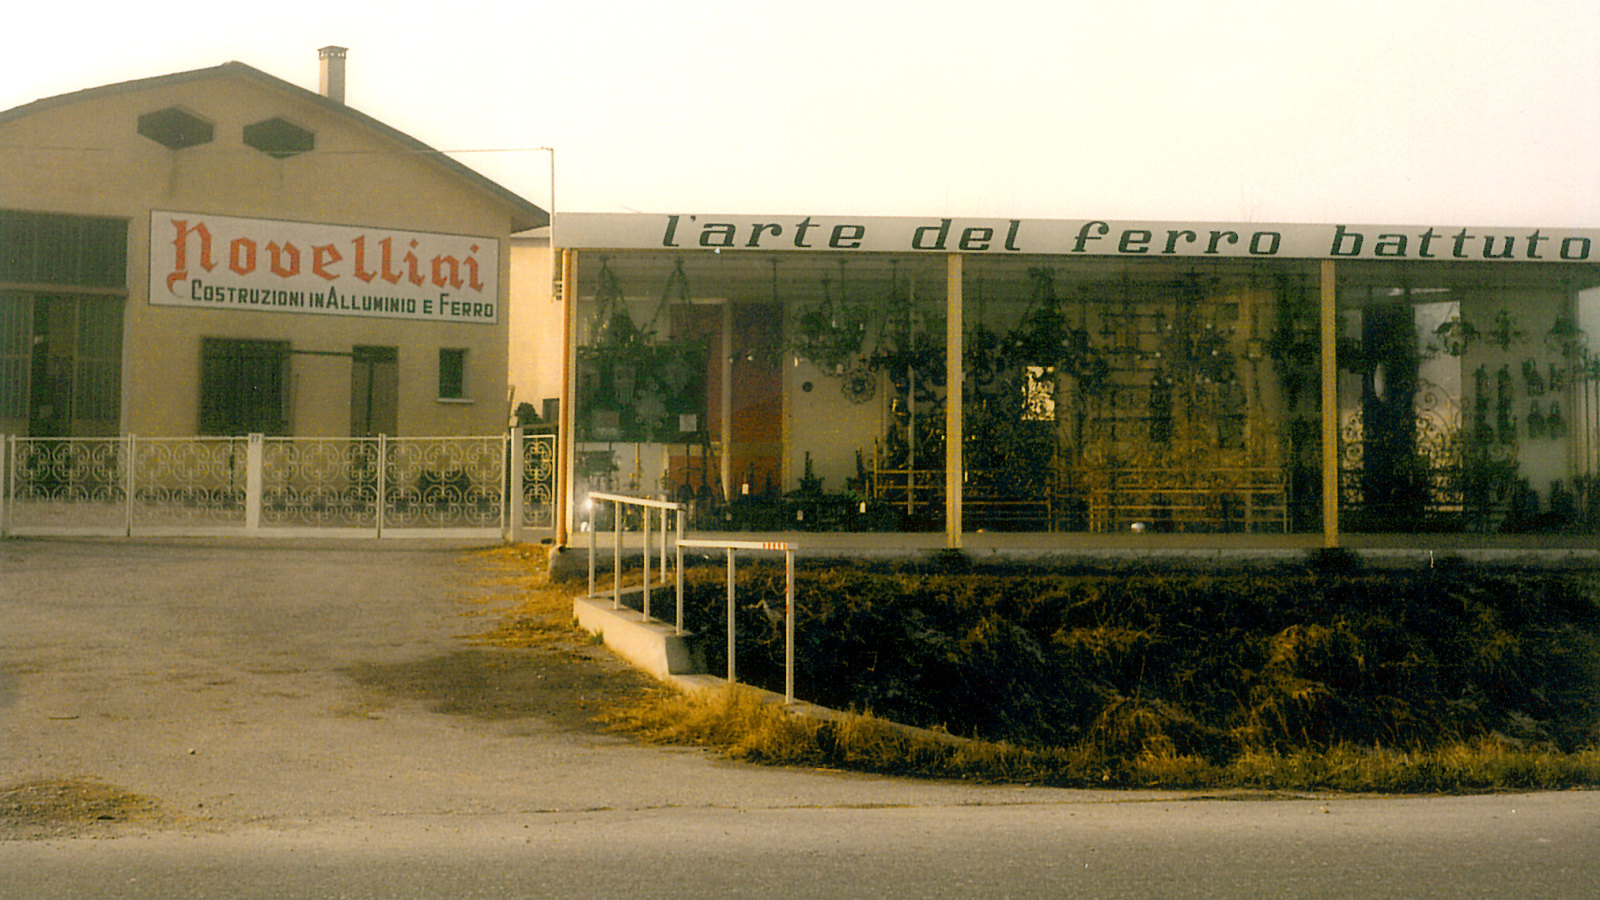 Novellini
COSTRUZIONI IN ALLUMINIO E FERRO
l'arte del ferro battuto